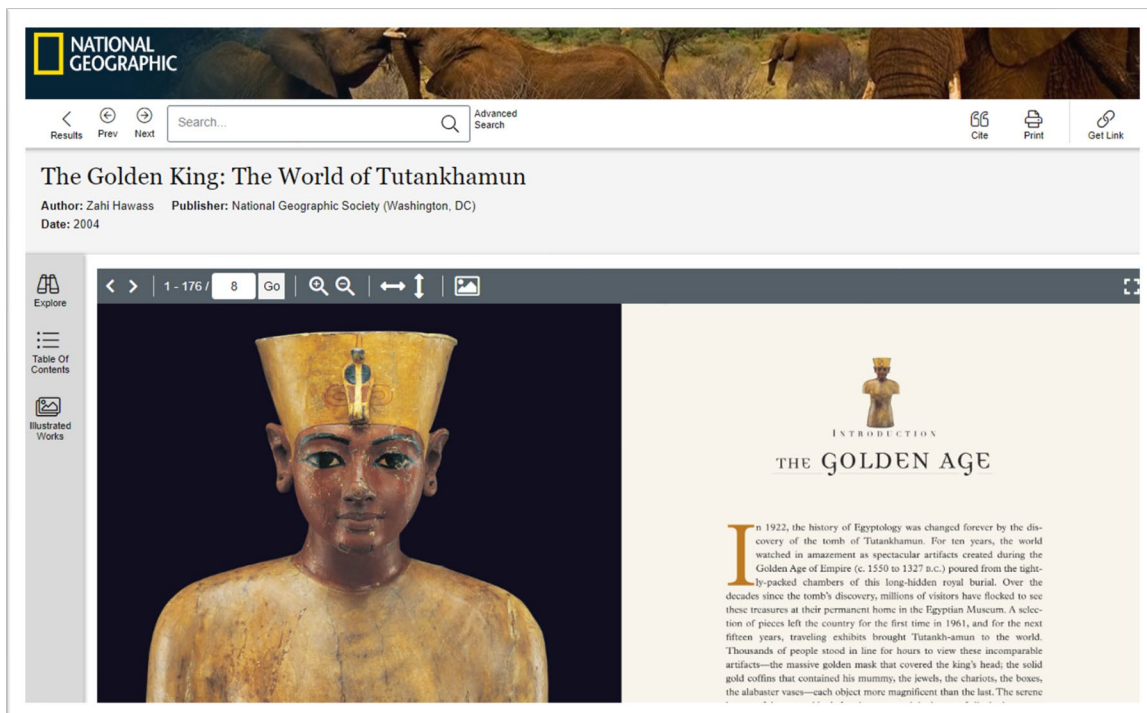 NATIONAL
GEOGRAPHIC
Results
Prev
Next
Search...
Advanced
Search
Cite
Print
Get Link
The Golden King: The World of Tutankhamun
Author: Zahi Hawass Publisher: National Geographic Society (Washington, DC)
Date: 2004
Explore
Table Of
Contents
Illustrated
Works
1 - 176 / 8 Go
INTRODUCTION
THE GOLDEN AGE
In 1922, the history of Egyptology was changed forever by the dis-
covery of the tomb of Tutankhamun. For ten years, the world
watched in amazement as spectacular artifacts created during the
Golden Age of Empire (c. 1550 to 1327 B.C.) poured from the tight-
ly-packed chambers of this long-hidden royal burial. Over the
decades since the tomb's discovery, millions of visitors have flocked to see
these treasures at their permanent home in the Egyptian Museum. A selec-
tion of pieces left the country for the first time in 1961, and for the next
fifteen years, traveling exhibits brought Tutankh-amun to the world.
Thousands of people stood in line for hours to view these incomparable
artifacts—the massive golden mask that covered the king's head; the solid
gold coffins that contained his mummy, the jewels, the chariots, the boxes,
the alabaster vases—each object more magnificent than the last. The serene